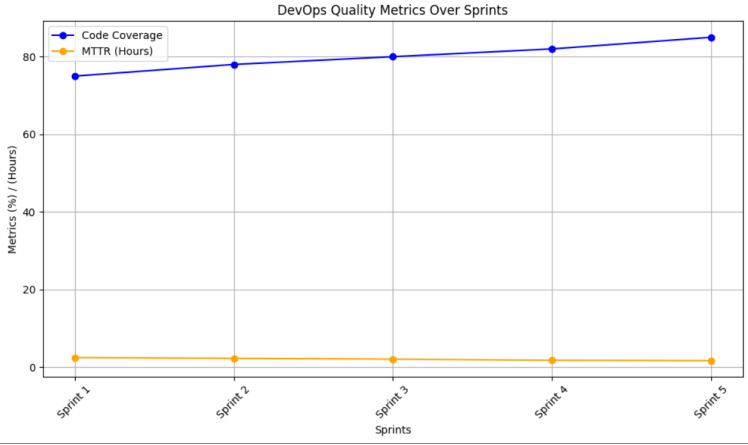 DevOps Quality Metrics Over Sprints
Code Coverage
MTTR (Hours)
Metrics (%) / (Hours)
80
60
40
20
0
Sprint 1
Sprint 2
Sprint 3
Sprint 4
Sprint 5
Sprints